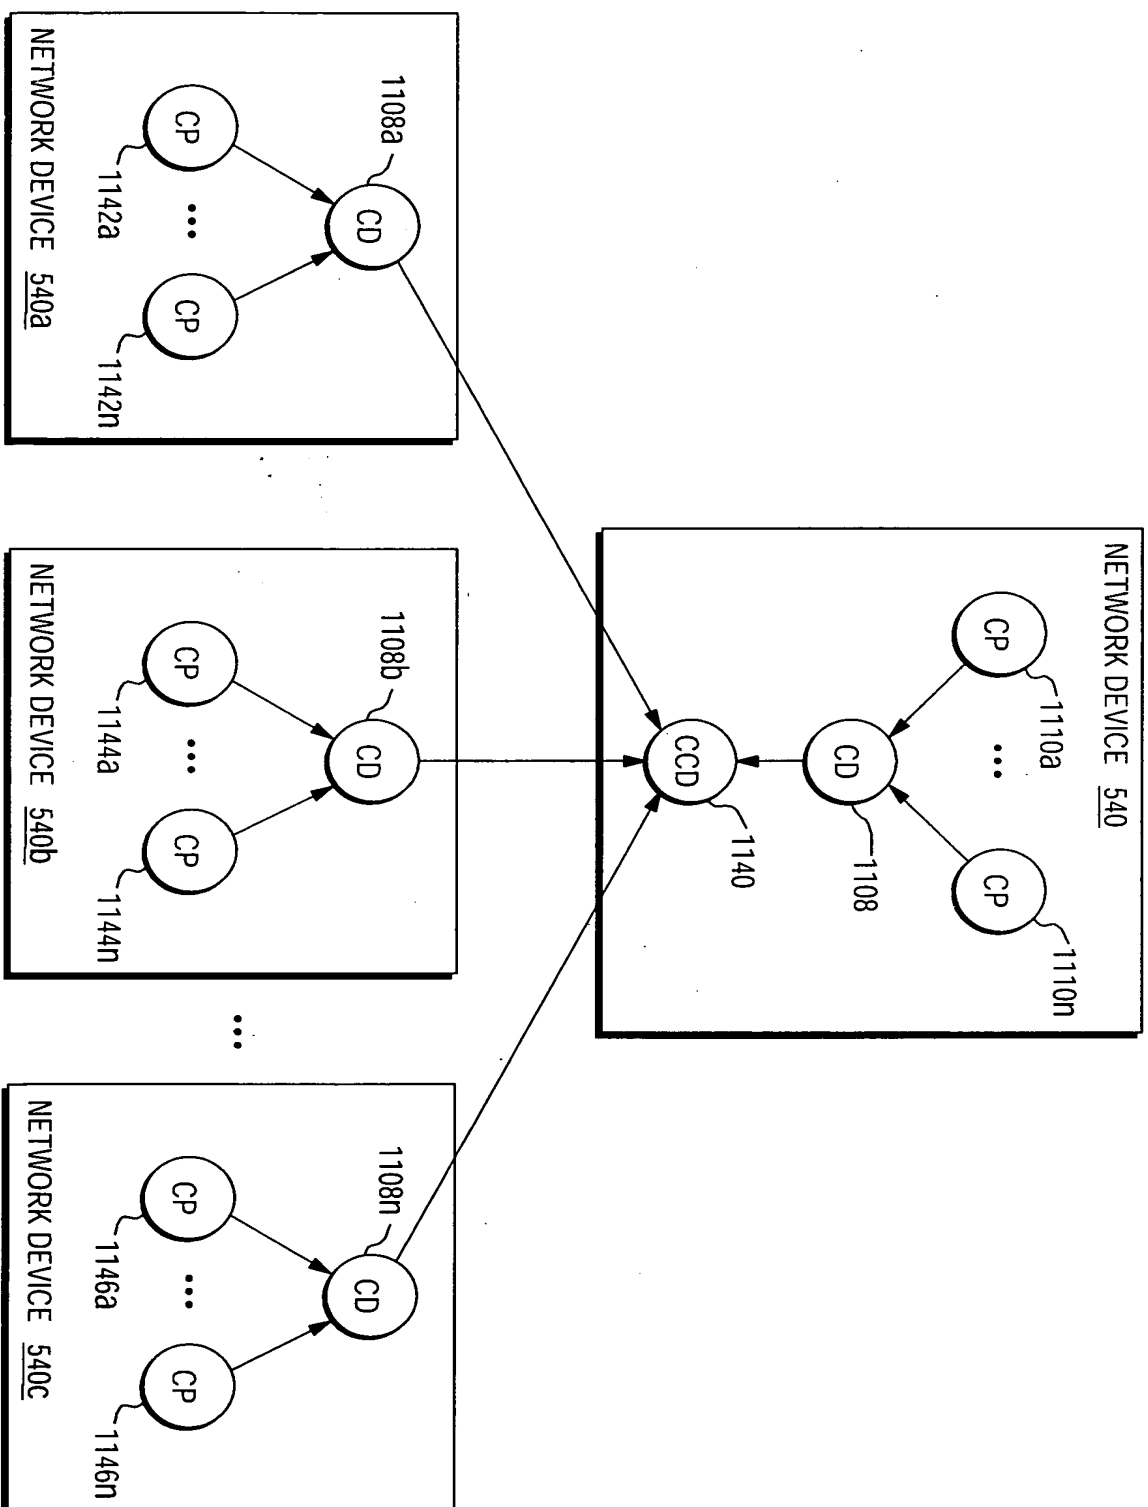 NETWORK DEVICE 540
CP
1110a
...
CP
1110n
CD
1108
CCD
1140
1108a
CD
CP
1142a
...
CP
1142n
NETWORK DEVICE 540a
1108b
CD
CP
1144a
...
CP
1144n
NETWORK DEVICE 540b
...
1108n
CD
CP
1146a
...
CP
1146n
NETWORK DEVICE 540c